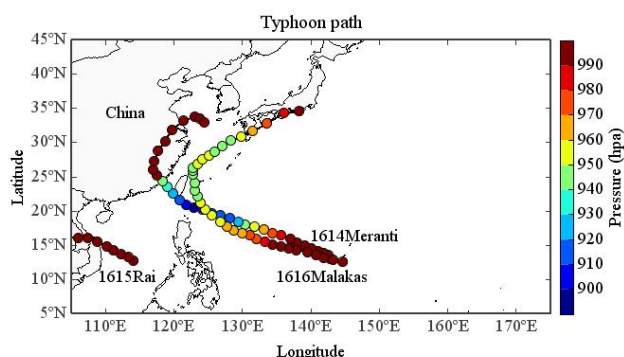 Typhoon path
45°N
40°N
35°N
30°N
25°N
20°N
15°N
10°N
5°N
Latitude
China
1614Meranti
1615Rai
1616Malakas
110°E 120°E 130°E 140°E 150°E 160°E 170°E
Longitude
990
980
970
960
950
940
930
920
910
900
Pressure (hpa)